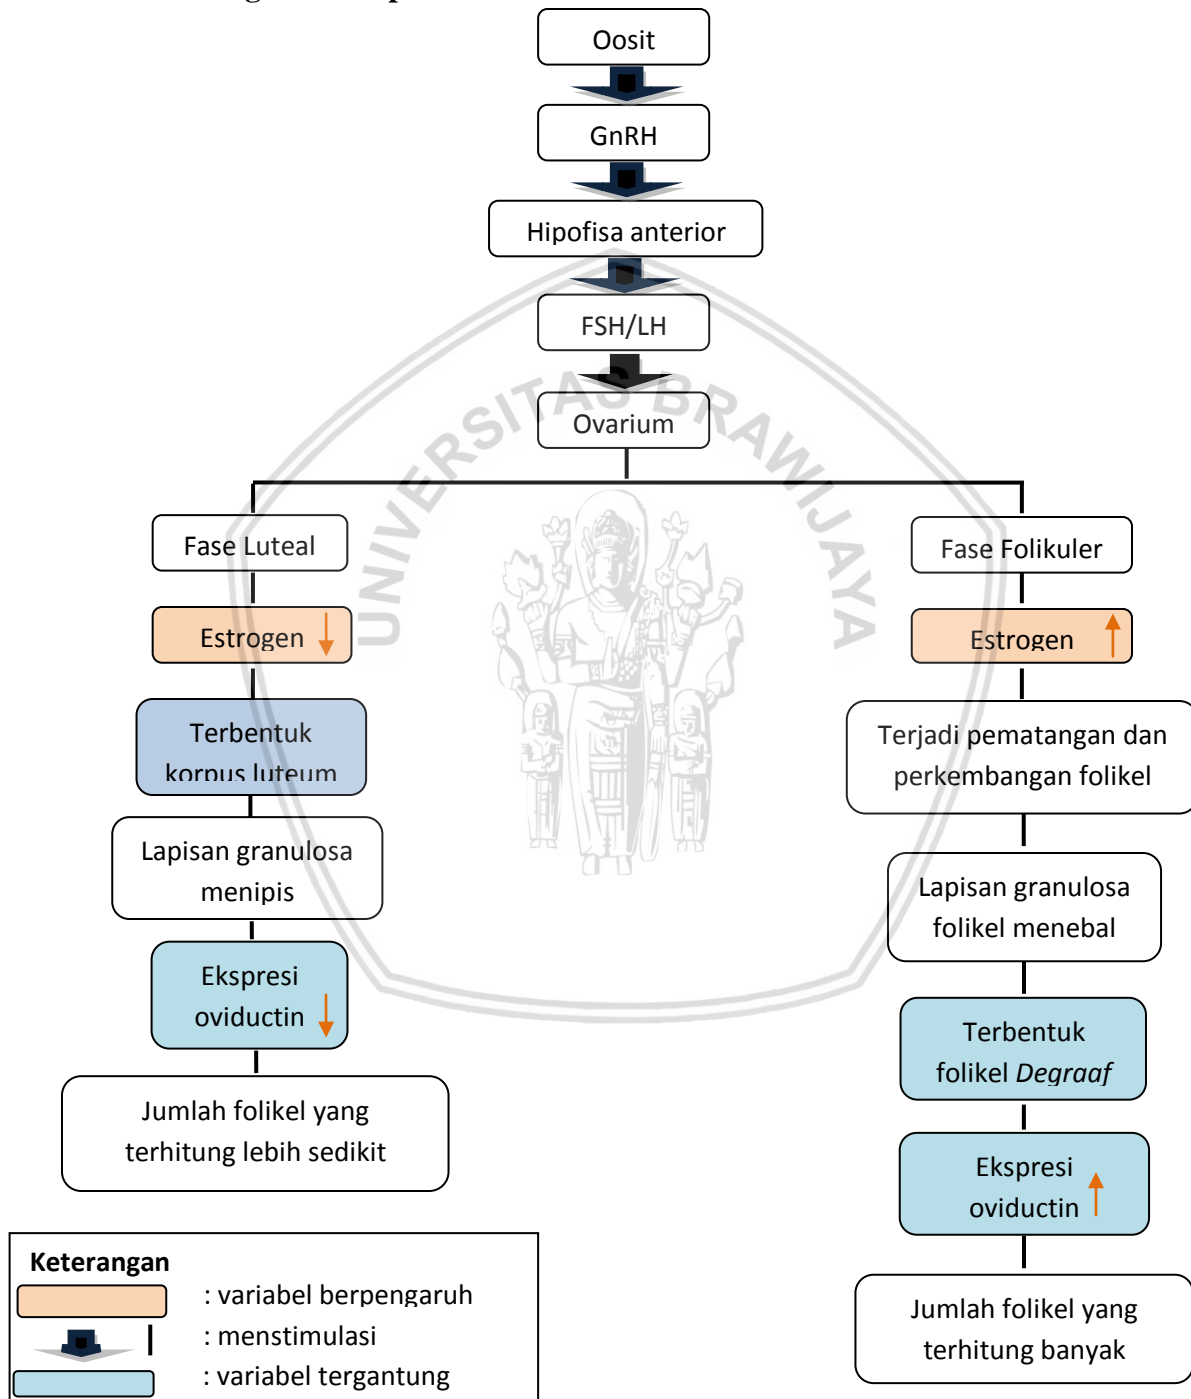 Oosit
GnRH
Hipofisa anterior
FSH/LH
Ovarium
UNIVERSITAS BRAWIJAYA
Fase Luteal
Estrogen
Terbentuk
korpus luteum
Lapisan granulosa
menipis
Ekspresi
oviductin
Jumlah folikel yang
terhitung lebih sedikit
Fase Folikuler
Estrogen
Terjadi pematangan dan
perkembangan folikel
Lapisan granulosa
folikel menebal
Terbentuk
folikel Degraaf
Ekspresi
oviductin
Jumlah folikel yang
terhitung banyak
Keterangan
: variabel berpengaruh
: menstimulasi
: variabel tergantung